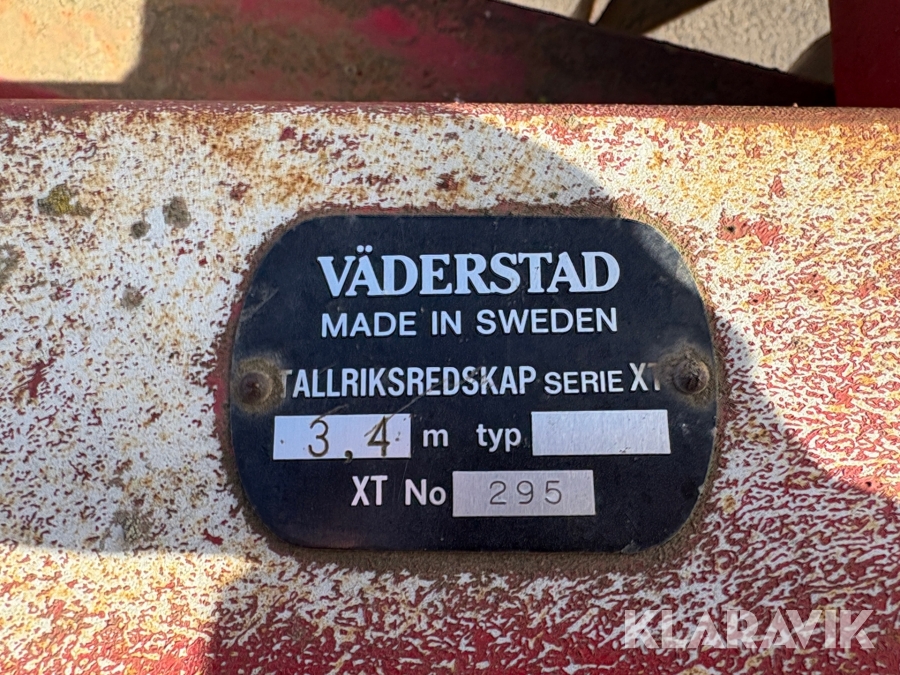 VÄDERSTAD
MADE IN SWEDEN
TALLRIKSREDSKAP SERIE XT
3,4 m typ
XT No 295
KLARAVIK